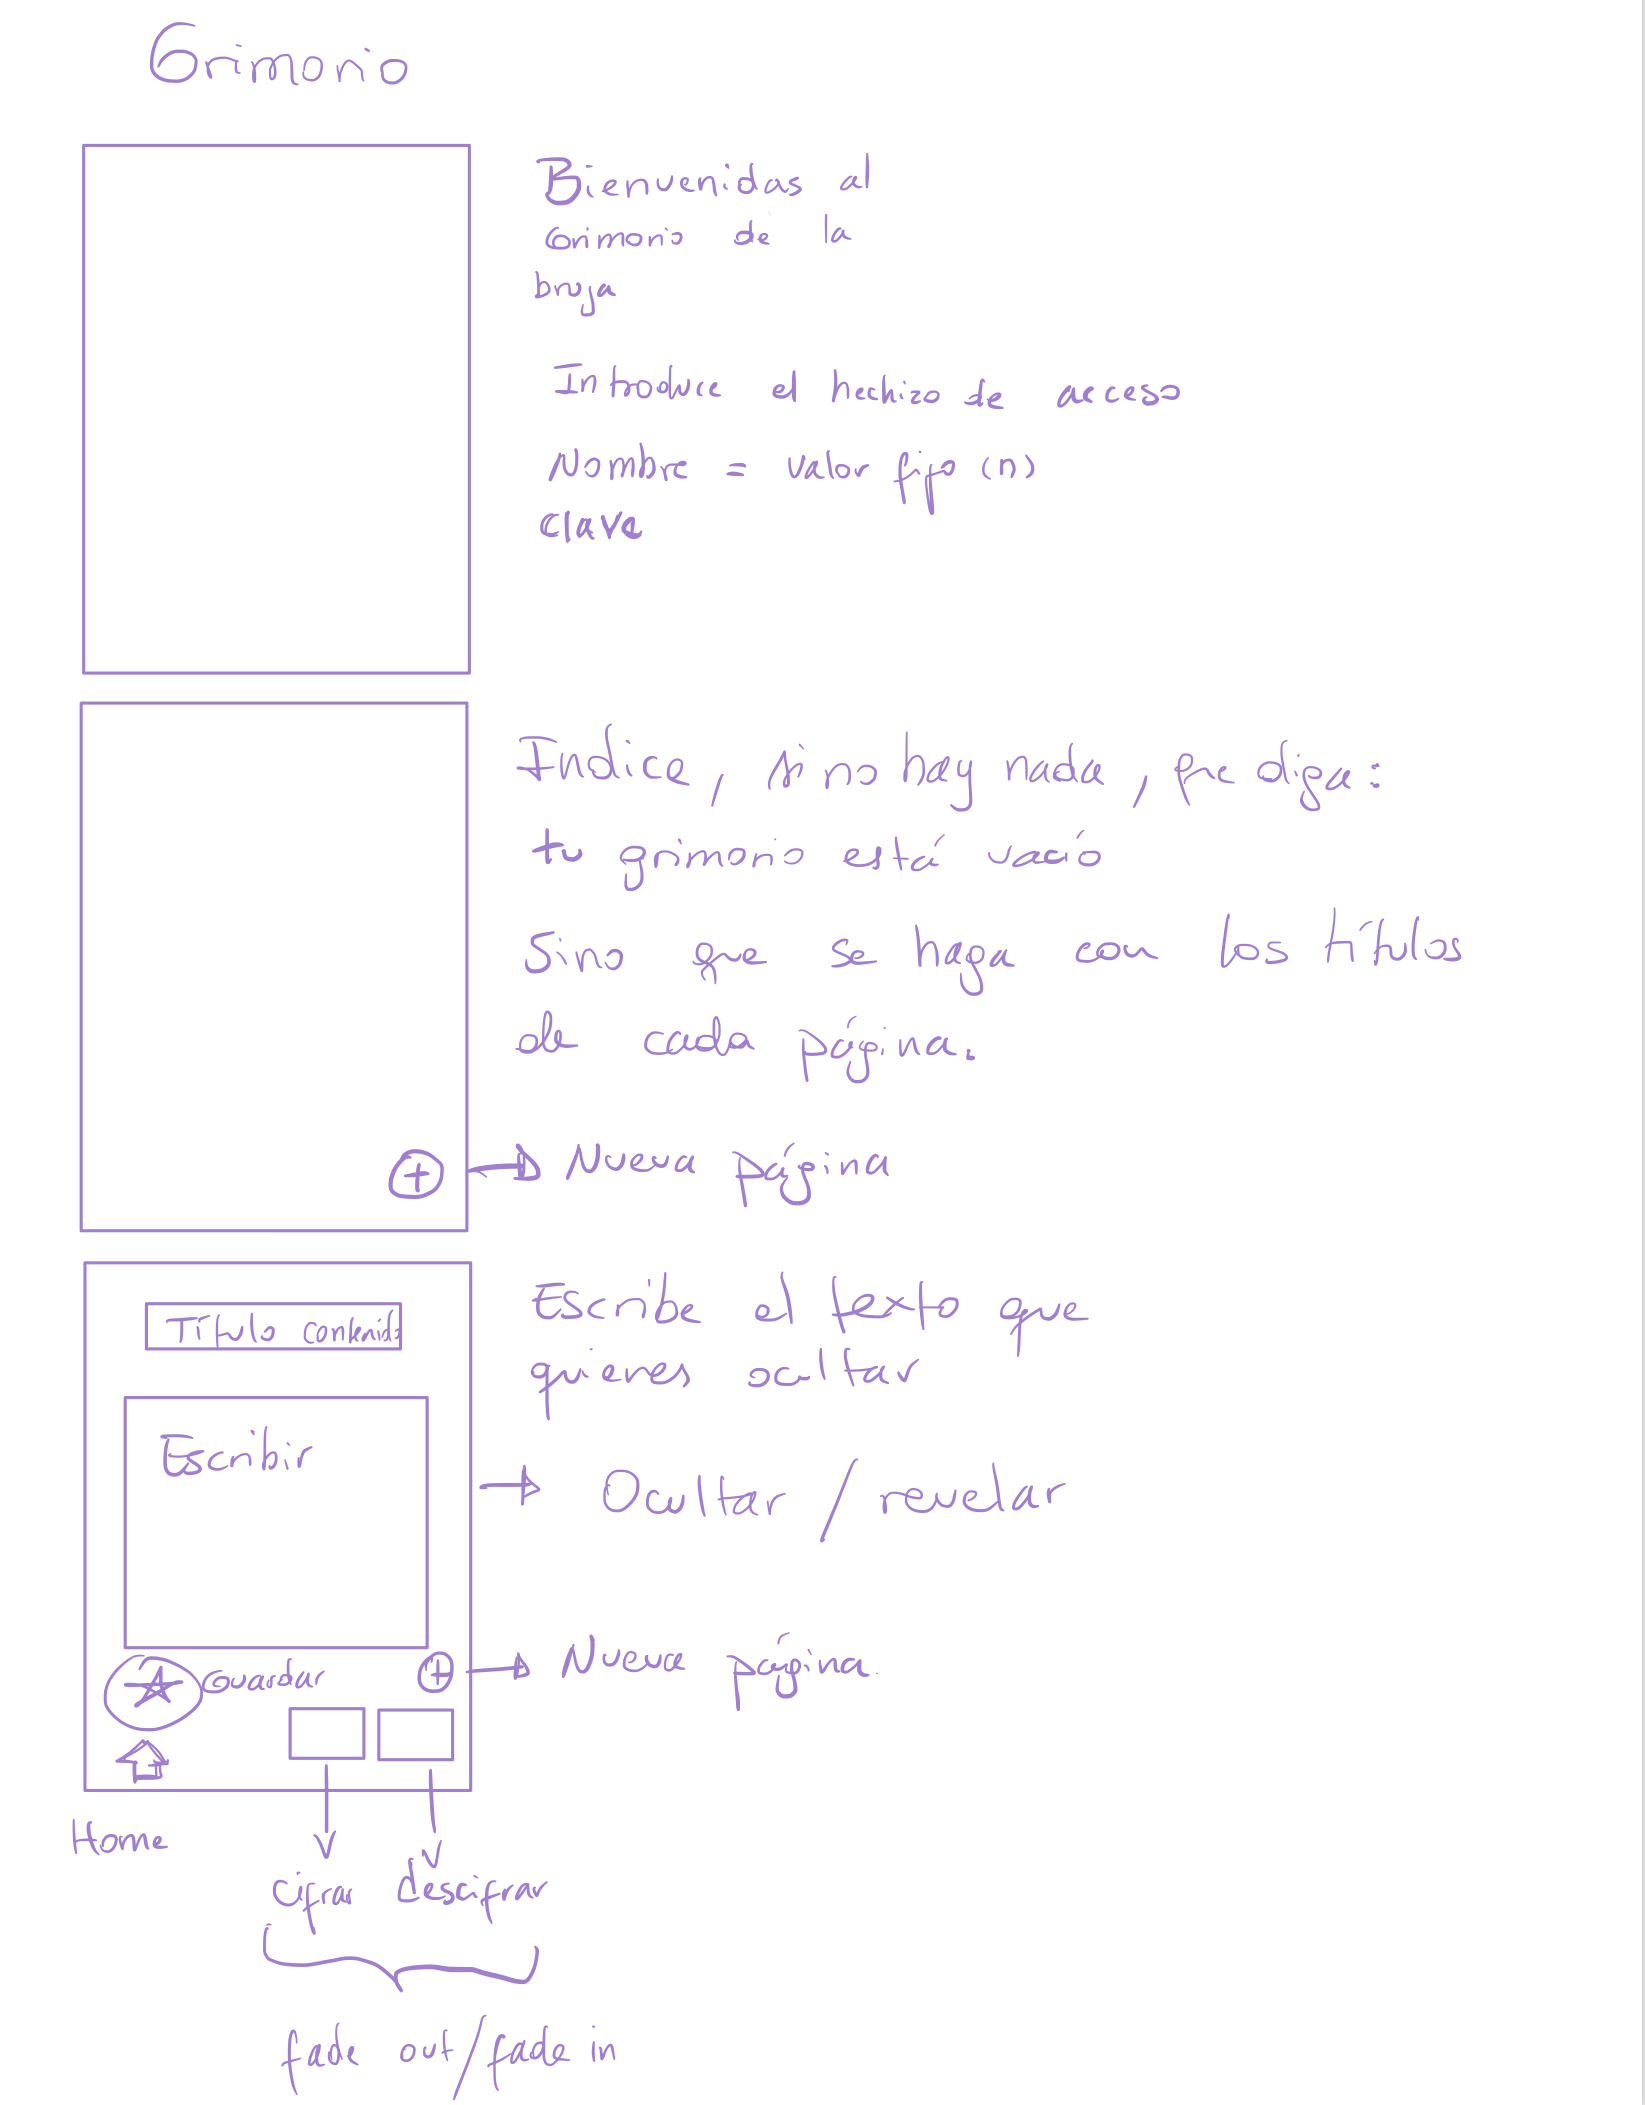 Grimorio
Bienvenidas al
Grimorio de la
bruja
Introduce el hechizo de acceso
Nombre = valor fijo (n)
clave
Indice, si no hay nada, que diga:
tu grimorio está vació
Sino que se haga con los títulos
de cada página.
+ → Nueva página
Título contenido
Escribe el texto que
quieres ocultar
Escribir
→ Ocultar / revelar
Guardar
+ → Nueva página.
Home
cifrar descifrar
fade out/fade in